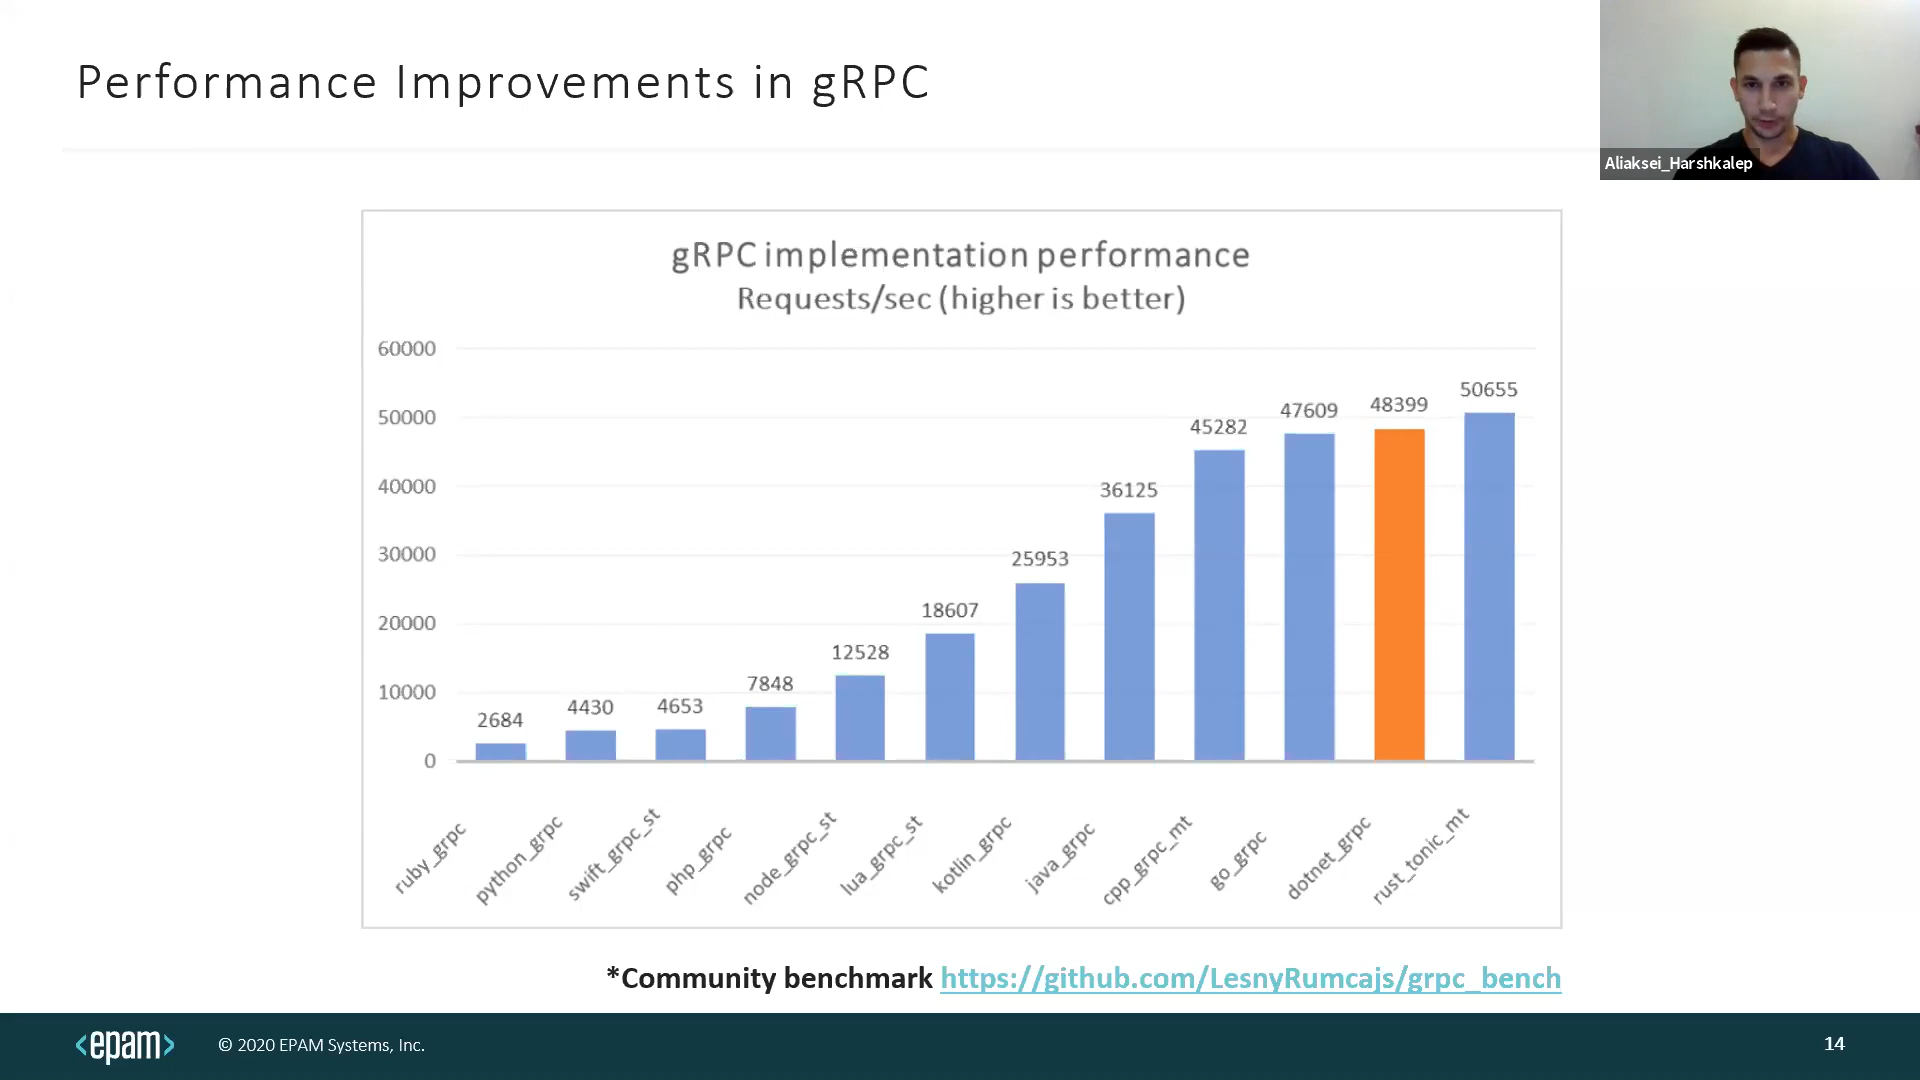 Performance Improvements in gRPC
Aliaksei_Harshkalep
gRPC implementation performance
Requests/sec (higher is better)
60000
50000
40000
30000
20000
10000
0
2684
4430
4653
7848
12528
18607
25953
36125
45282
47609
48399
50655
ruby_grpc
python_grpc
swift_grpc_st
php_grpc
node_grpc_st
lua_grpc_st
kotlin_grpc
java_grpc
cpp_grpc_mt
go_grpc
dotnet_grpc
rust_tonic_mt
*Community benchmark https://github.com/LesnyRumcajs/grpc_bench
<epam>
© 2020 EPAM Systems, Inc.
14